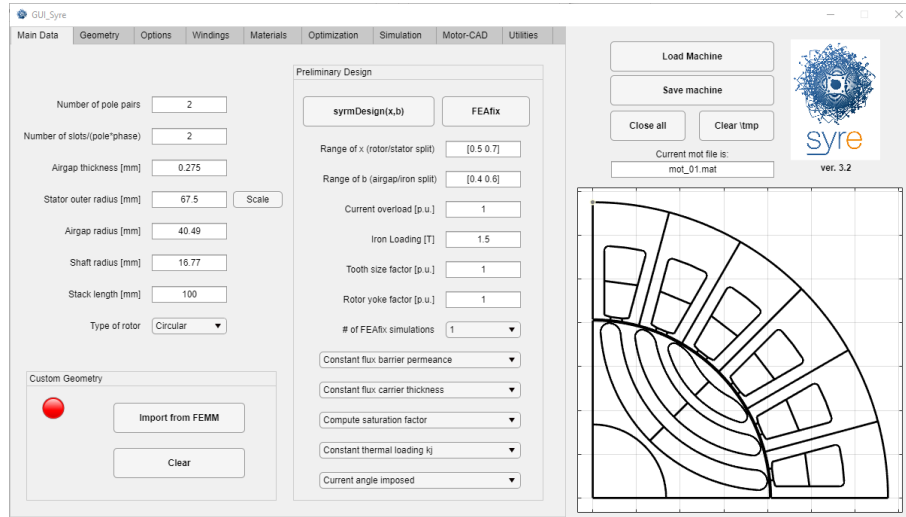 GUI_Syre
Main Data Geometry Options Windings Materials Optimization Simulation Motor-CAD Utilities
Number of pole pairs 2
Number of slots/(pole*phase) 2
Airgap thickness [mm] 0.275
Stator outer radius [mm] 67.5 Scale
Airgap radius [mm] 40.49
Shaft radius [mm] 16.77
Stack length [mm] 100
Type of rotor Circular
Custom Geometry
Import from FEMM
Clear
Preliminary Design
syrmDesign(x,b) FEAfix
Range of x (rotor/stator split) [0.5 0.7]
Range of b (airgap/iron split) [0.4 0.6]
Current overload [p.u.] 1
Iron Loading [T] 1.5
Tooth size factor [p.u.] 1
Rotor yoke factor [p.u.] 1
# of FEAfix simulations 1
Constant flux barrier permeance
Constant flux carrier thickness
Compute saturation factor
Constant thermal loading kj
Current angle imposed
Load Machine
Save machine
Close all Clear \tmp
Current mot file is:
mot_01.mat
syre
ver. 3.2